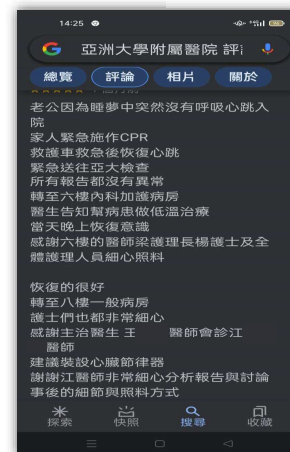 14:25
亞洲大學附屬醫院 評
總覽
評論
相片
關於
老公因為睡夢中突然沒有呼吸心跳入
院
家人緊急施作CPR
救護車救急後恢復心跳
緊急送往亞大檢查
所有報告都沒有異常
轉至六樓內科加護病房
醫生告知幫病患做低溫治療
當天晚上恢復意識
感謝六樓的醫師梁護理長楊護士及全
體護理人員細心照料
恢復的很好
轉至八樓一般病房
護士們也都非常細心
感謝主治醫生 王 醫師會診江
醫師
建議裝設心臟節律器
謝謝江醫師非常細心分析報告與討論
事後的細節與照料方式
探索
快照
搜尋
收藏